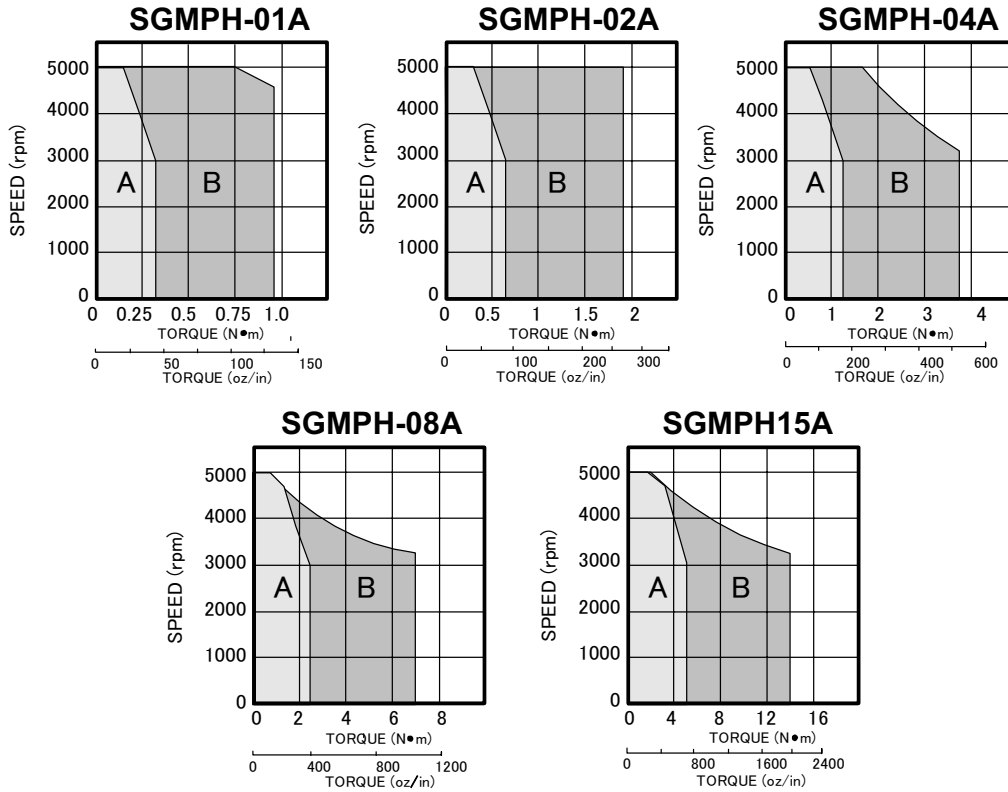 SGMPH-01A
SPEED (rpm)
5000
4000
3000
2000
1000
0
A
B
0 0.25 0.5 0.75 1.0
TORQUE (N●m)
0 50 100 150
TORQUE (oz/in)
SGMPH-02A
SPEED (rpm)
5000
4000
3000
2000
1000
0
A
B
0 0.5 1 1.5 2
TORQUE (N●m)
0 100 200 300
TORQUE (oz/in)
SGMPH-04A
SPEED (rpm)
5000
4000
3000
2000
1000
0
A
B
0 1 2 3 4
TORQUE (N●m)
0 200 400 600
TORQUE (oz/in)
SGMPH-08A
SPEED (rpm)
5000
4000
3000
2000
1000
0
A
B
0 2 4 6 8
TORQUE (N●m)
0 400 800 1200
TORQUE (oz/in)
SGMPH15A
SPEED (rpm)
5000
4000
3000
2000
1000
0
A
B
0 4 8 12 16
TORQUE (N●m)
0 800 1600 2400
TORQUE (oz/in)